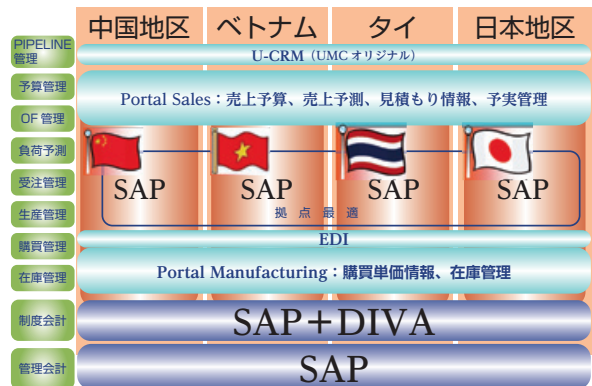 中国地区 ベトナム タイ 日本地区
PIPELINE
管理
U-CRM（UMC オリジナル）
予算管理
Portal Sales：売上予算、売上予測、見積もり情報、予実管理
OF 管理
負荷予測
受注管理
SAP SAP SAP SAP
生産管理
拠点最適
購買管理
EDI
在庫管理
Portal Manufacturing：購買単価情報、在庫管理
制度会計
SAP+DIVA
管理会計
SAP